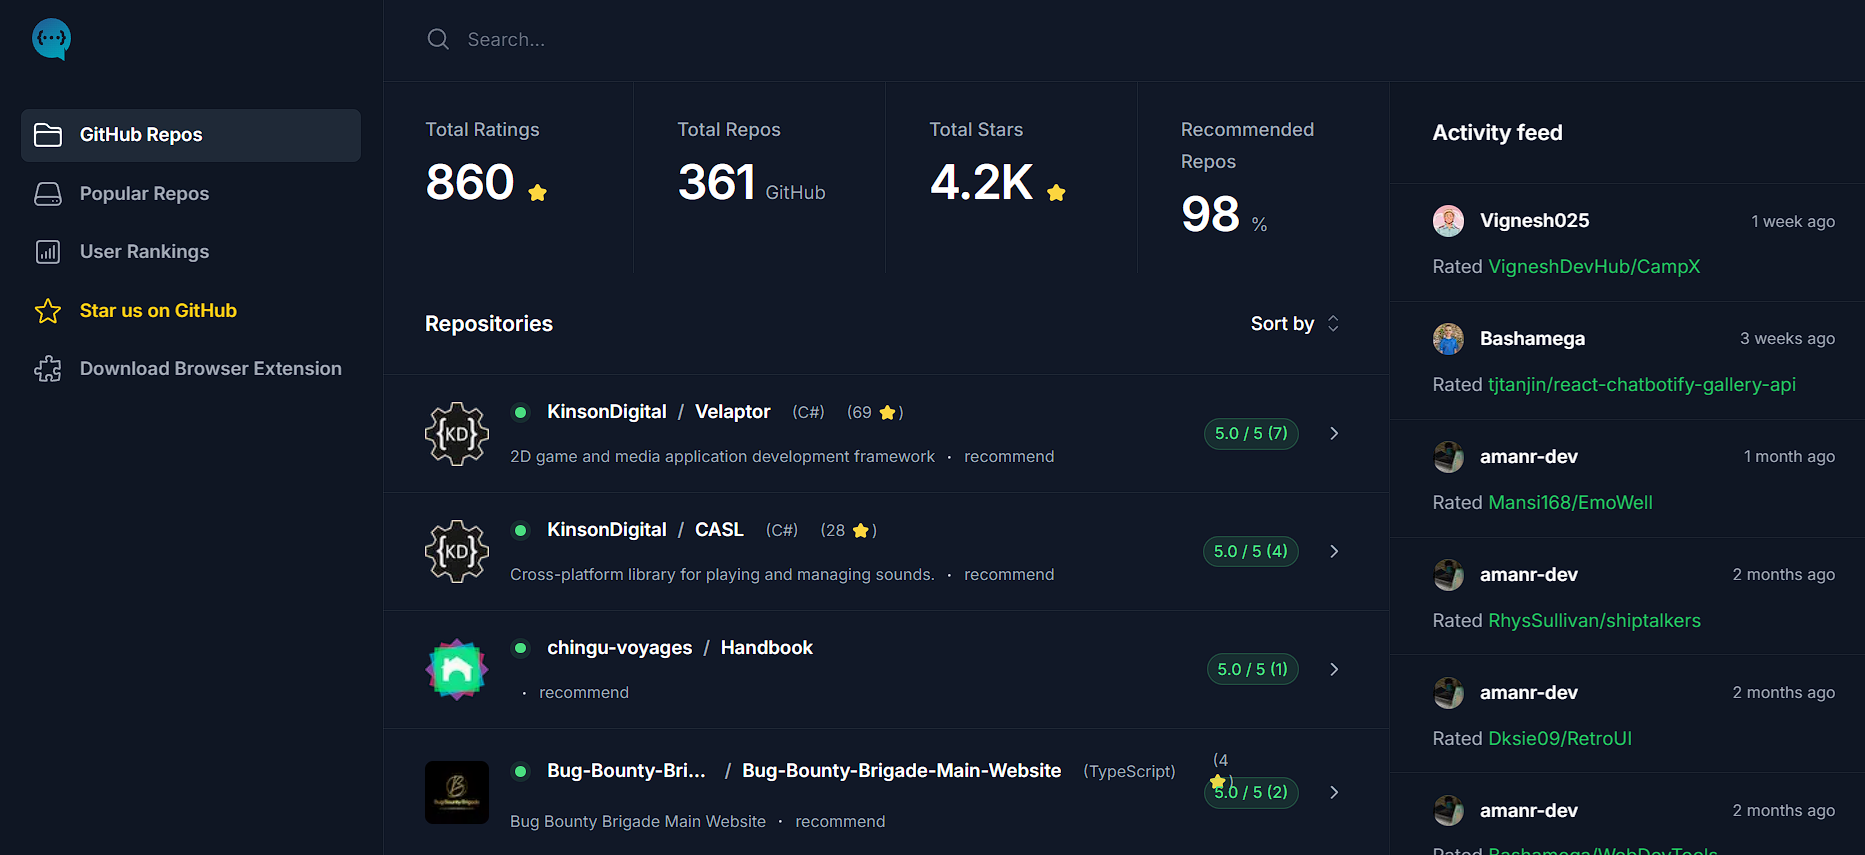 {···}
GitHub Repos
Popular Repos
User Rankings
Star us on GitHub
Download Browser Extension
Search...
Total Ratings
860
Total Repos
361 GitHub
Total Stars
4.2K
Recommended
Repos
98 %
Repositories
Sort by
{KD}
KinsonDigital / Velaptor (C#) (69 ⭐)
2D game and media application development framework · recommend
5.0 / 5 (7)
{KD}
KinsonDigital / CASL (C#) (28 ⭐)
Cross-platform library for playing and managing sounds. · recommend
5.0 / 5 (4)
chingu-voyages / Handbook
· recommend
5.0 / 5 (1)
Bug-Bounty-Bri... / Bug-Bounty-Brigade-Main-Website (TypeScript) (4 ⭐)
Bug Bounty Brigade Main Website · recommend
5.0 / 5 (2)
Activity feed
Vignesh025 1 week ago
Rated VigneshDevHub/CampX
Bashamega 3 weeks ago
Rated tjtanjin/react-chatbotify-gallery-api
amanr-dev 1 month ago
Rated Mansi168/EmoWell
amanr-dev 2 months ago
Rated RhysSullivan/shiptalkers
amanr-dev 2 months ago
Rated Dksie09/RetroUI
amanr-dev 2 months ago
Rated Bashamega/WebDevTools